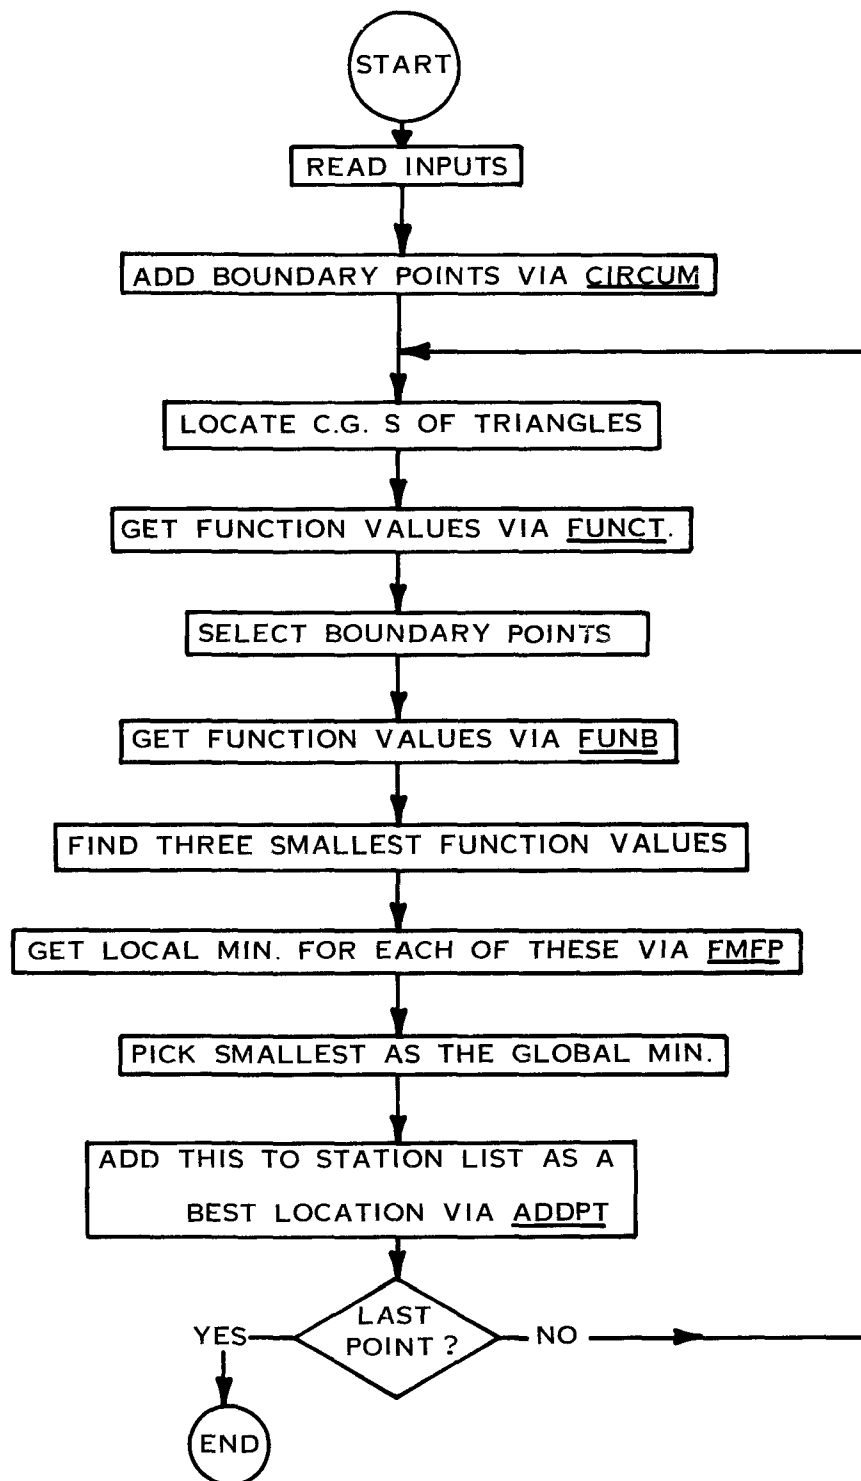 START
READ INPUTS
ADD BOUNDARY POINTS VIA CIRCUM
LOCATE C.G. S OF TRIANGLES
GET FUNCTION VALUES VIA FUNCT.
SELECT BOUNDARY POINTS
GET FUNCTION VALUES VIA FUNB
FIND THREE SMALLEST FUNCTION VALUES
GET LOCAL MIN. FOR EACH OF THESE VIA FMFP
PICK SMALLEST AS THE GLOBAL MIN.
ADD THIS TO STATION LIST AS A
BEST LOCATION VIA ADDPT
LAST
POINT?
YES
NO
END